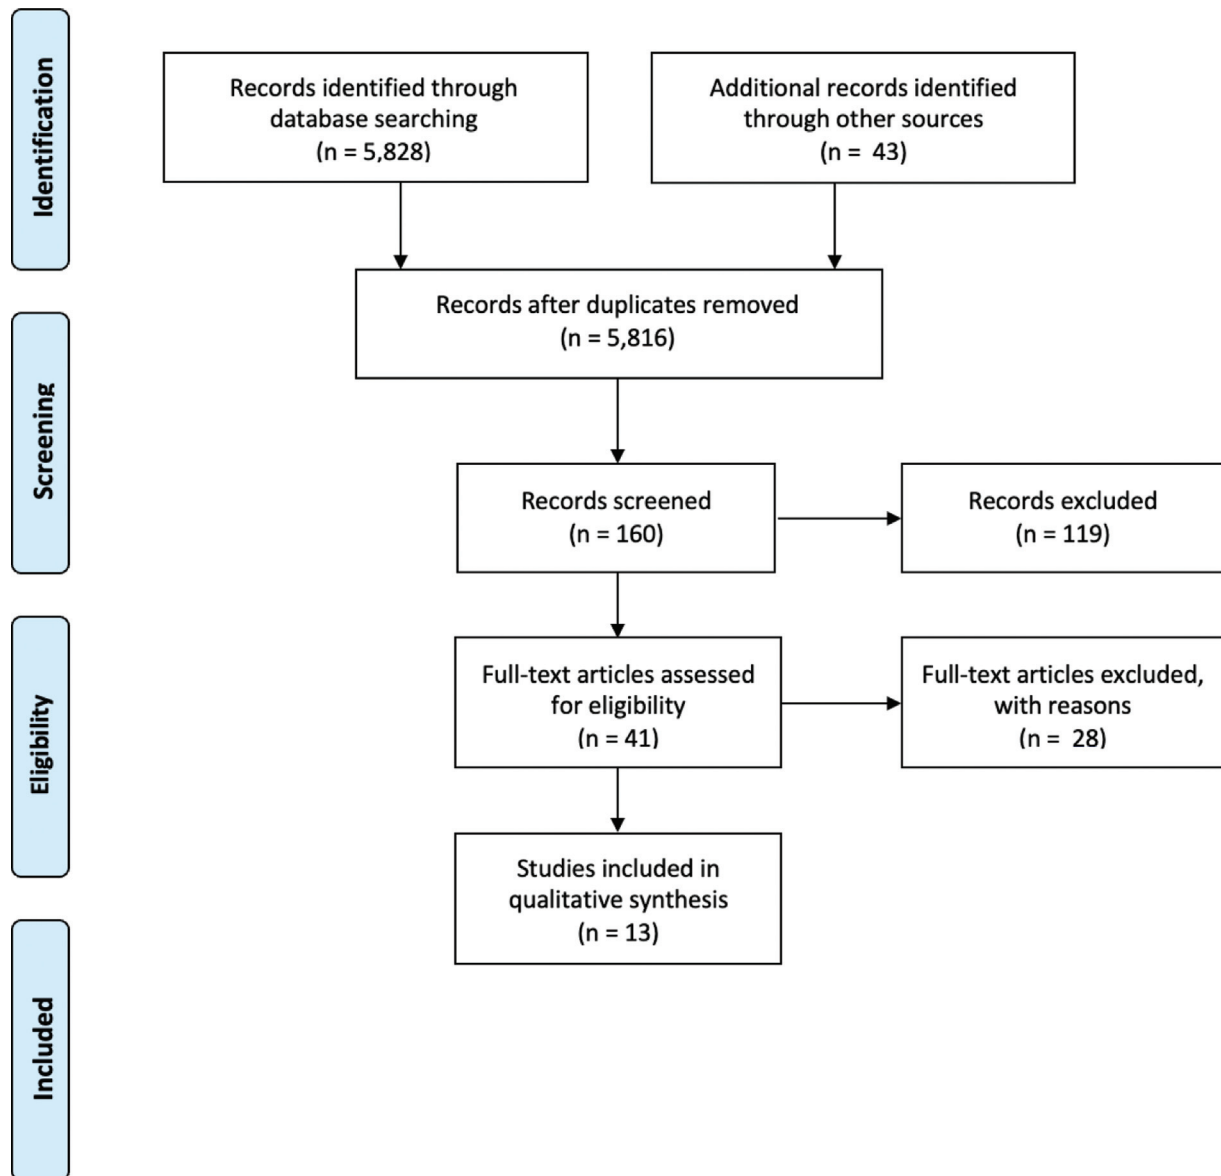 Identification
Records identified through
database searching
(n = 5,828)
Additional records identified
through other sources
(n =  43)
Records after duplicates removed
(n = 5,816)
Screening
Records screened
(n = 160)
Records excluded
(n = 119)
Eligibility
Full-text articles assessed
for eligibility
(n = 41)
Full-text articles excluded,
with reasons
(n =  28)
Studies included in
qualitative synthesis
(n = 13)
Included